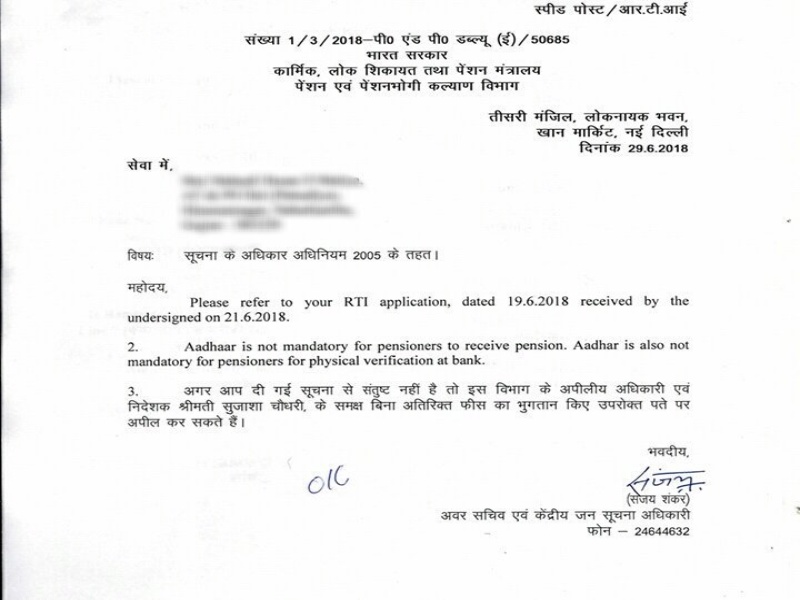 स्पीड पोस्ट/आर.टी.आई
संख्या 1/3/2018–पी0 एंड पी0 डब्ल्यू (ई)/50685
भारत सरकार
कार्मिक, लोक शिकायत तथा पेंशन मंत्रालय
पेंशन एवं पेंशनभोगी कल्याण विभाग
तीसरी मंजिल, लोकनायक भवन,
खान मार्किट, नई दिल्ली
दिनांक 29.6.2018
सेवा में,
विषयः सूचना के अधिकार अधिनियम 2005 के तहत।
महोदय,
Please refer to your RTI application, dated 19.6.2018 received by the
undersigned on 21.6.2018.
2. Aadhaar is not mandatory for pensioners to receive pension. Aadhar is also not
mandatory for pensioners for physical verification at bank.
3. अगर आप दी गई सूचना से संतुष्ट नहीं है तो इस विभाग के अपीलीय अधिकारी एवं
निदेशक श्रीमती सुजाशा चौधरी, के समक्ष बिना अतिरिक्त फीस का भुगतान किए उपरोक्त पते पर
अपील कर सकते हैं।
भवदीय,
(संजय शंकर)
अवर सचिव एवं केंद्रीय जन सूचना अधिकारी
फोन – 24644632